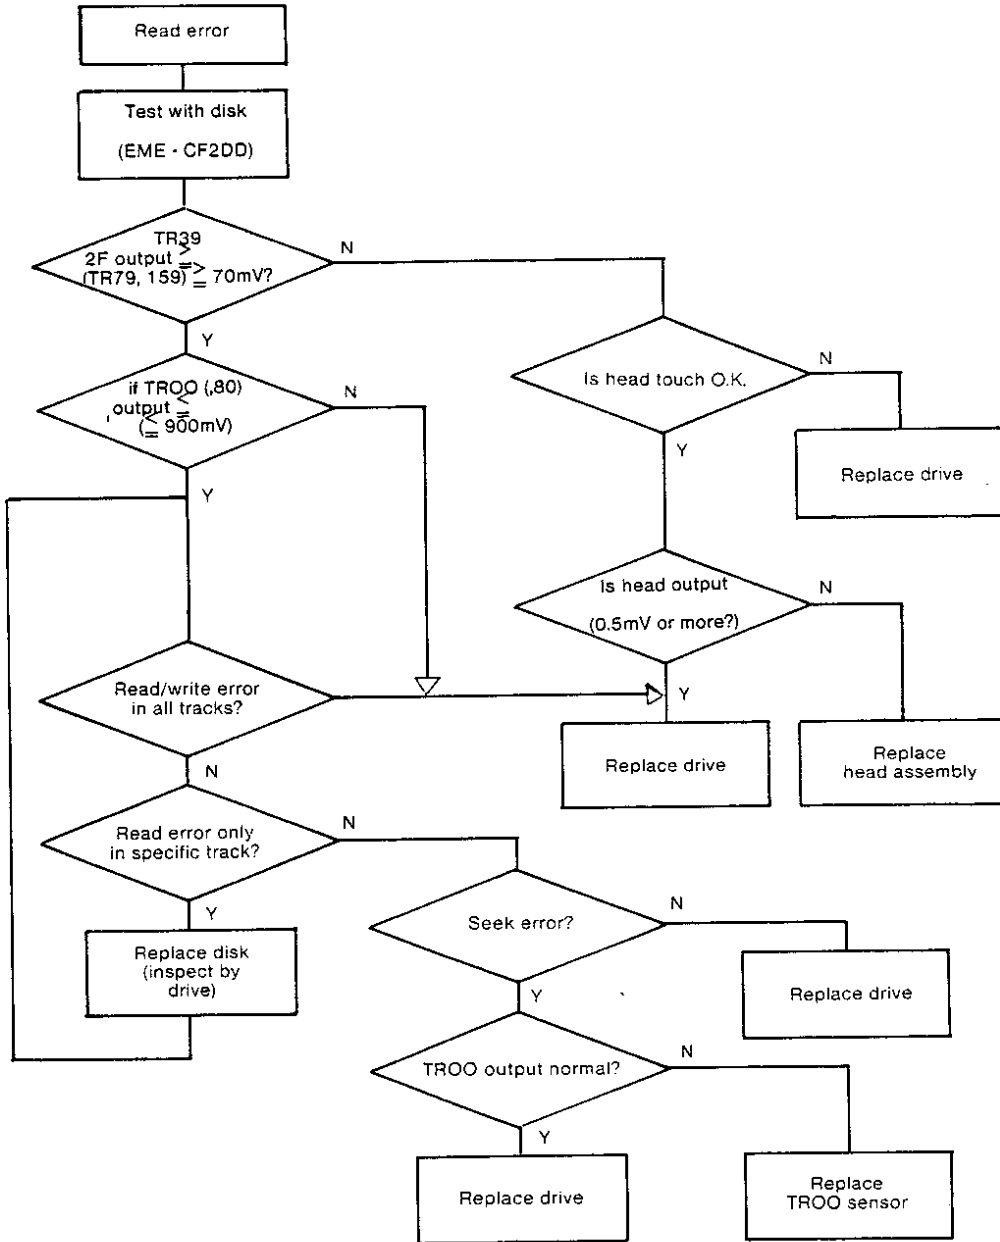 Read error
Test with disk
(EME - CF2DD)
TR39
2F output >
=
(TR79, 159) ≥ 70mV?
N
Y
if TROO (,80)
output <
=
(≤ 900mV)
N
Y
Is head touch O.K.
N
Y
Replace drive
Is head output
(0.5mV or more?)
N
Y
Replace drive
Replace
head assembly
Read/write error
in all tracks?
N
Read error only
in specific track?
N
Y
Replace disk
(inspect by
drive)
Seek error?
N
Y
Replace drive
TROO output normal?
N
Y
Replace drive
Replace
TROO sensor